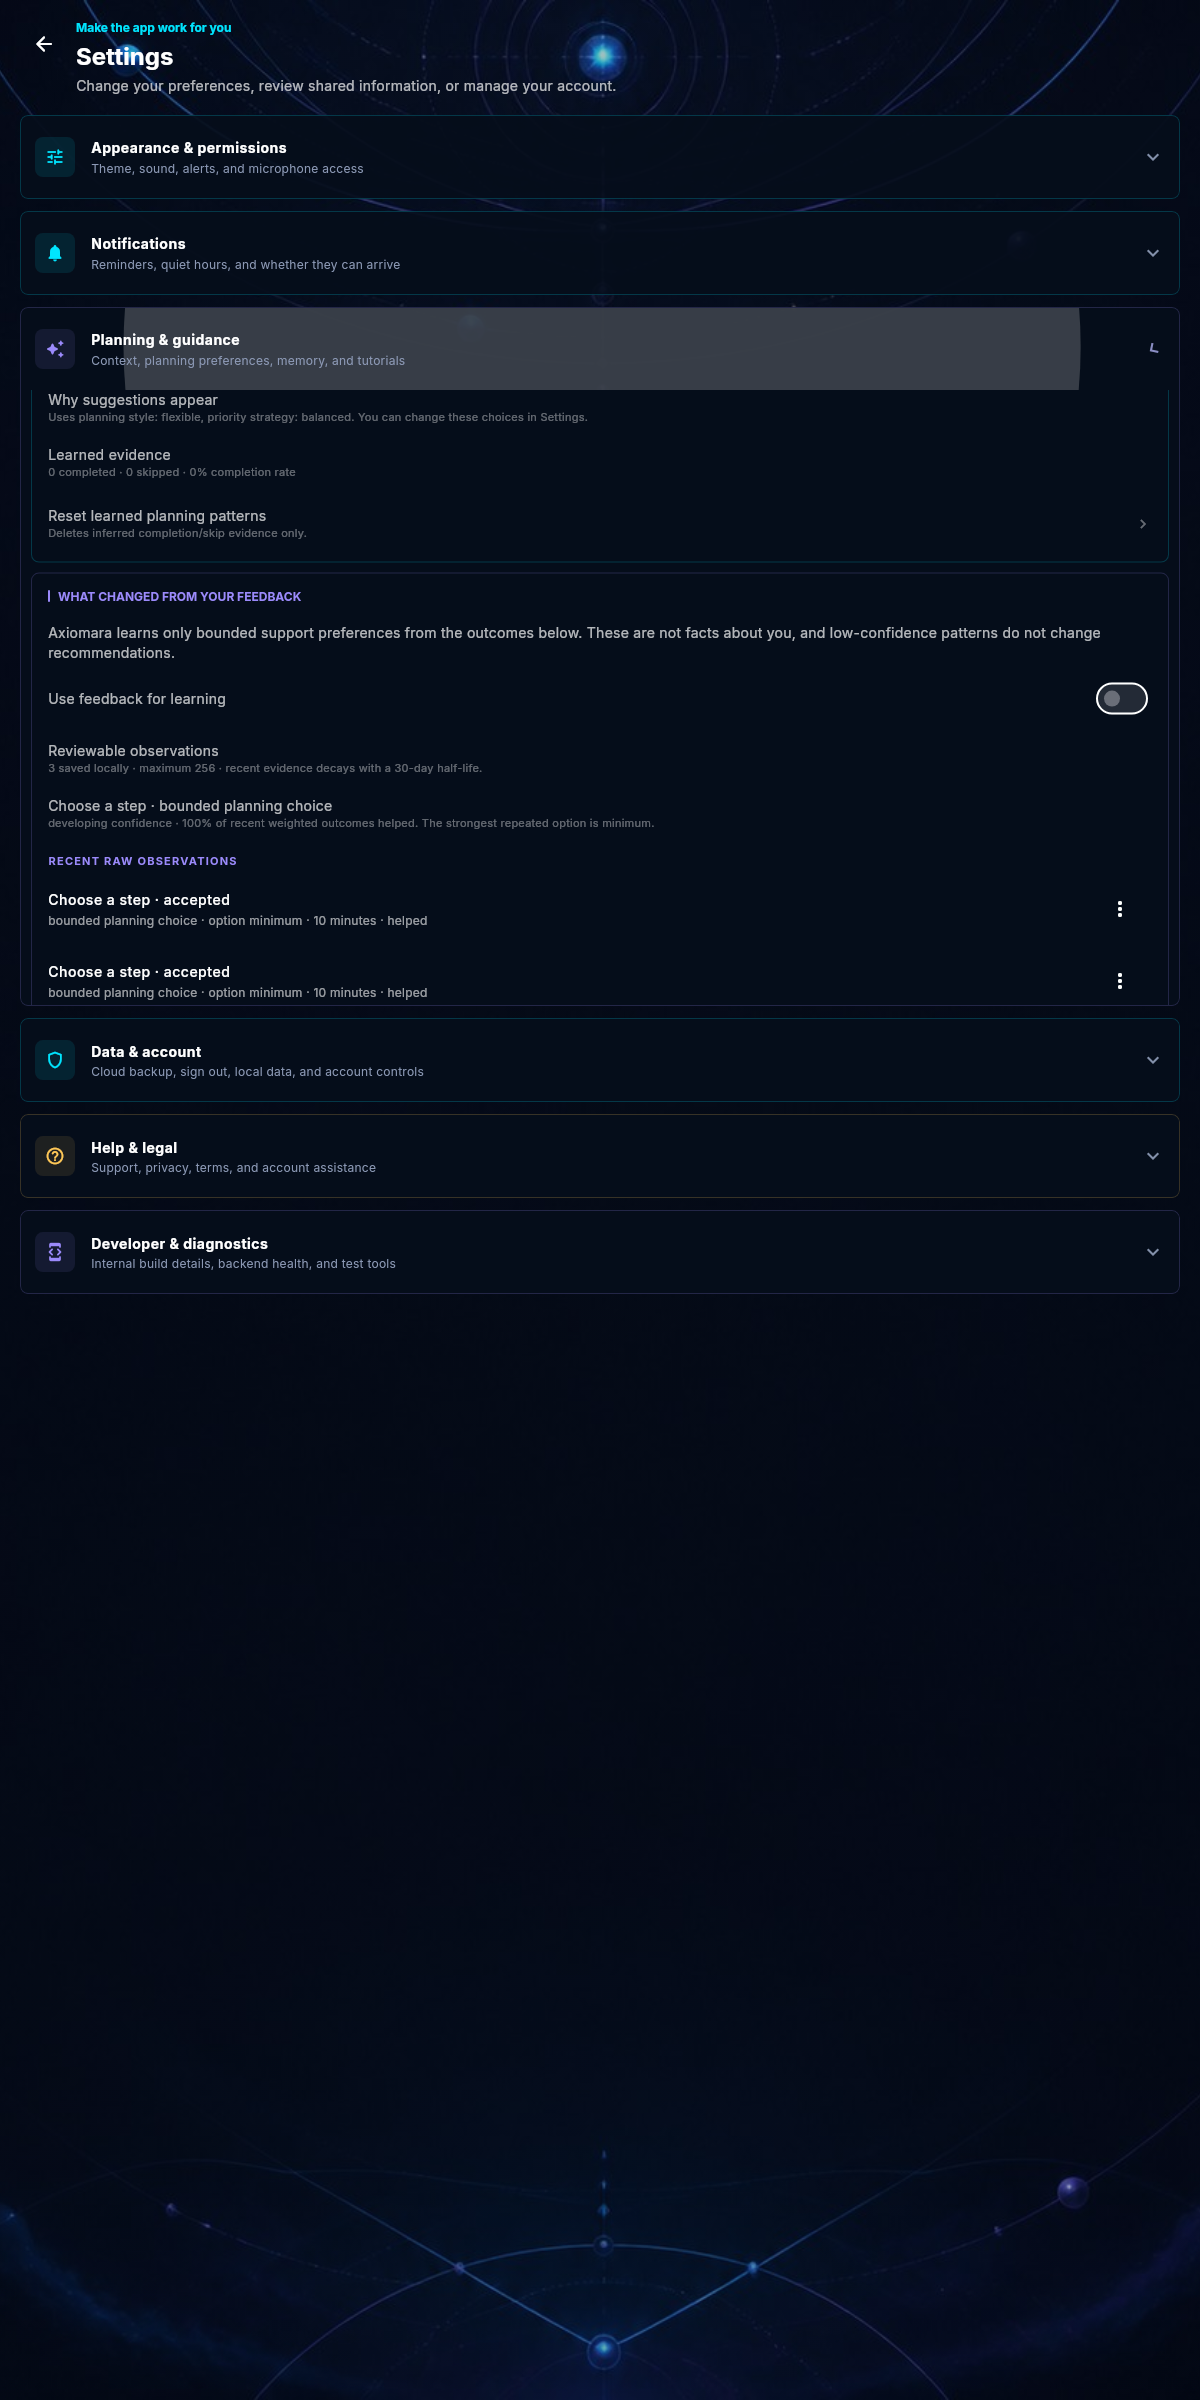 Make the app work for you
Settings
Change your preferences, review shared information, or manage your account.
Appearance & permissions
Theme, sound, alerts, and microphone access
Notifications
Reminders, quiet hours, and whether they can arrive
Planning & guidance
Context, planning preferences, memory, and tutorials
Why suggestions appear
Uses planning style: flexible, priority strategy: balanced. You can change these choices in Settings.
Learned evidence
0 completed · 0 skipped · 0% completion rate
Reset learned planning patterns
Deletes inferred completion/skip evidence only.
WHAT CHANGED FROM YOUR FEEDBACK
Axiomara learns only bounded support preferences from the outcomes below. These are not facts about you, and low-confidence patterns do not change
recommendations.
Use feedback for learning
Reviewable observations
3 saved locally · maximum 256 · recent evidence decays with a 30-day half-life.
Choose a step · bounded planning choice
developing confidence · 100% of recent weighted outcomes helped. The strongest repeated option is minimum.
RECENT RAW OBSERVATIONS
Choose a step · accepted
bounded planning choice · option minimum · 10 minutes · helped
Choose a step · accepted
bounded planning choice · option minimum · 10 minutes · helped
Data & account
Cloud backup, sign out, local data, and account controls
Help & legal
Support, privacy, terms, and account assistance
Developer & diagnostics
Internal build details, backend health, and test tools